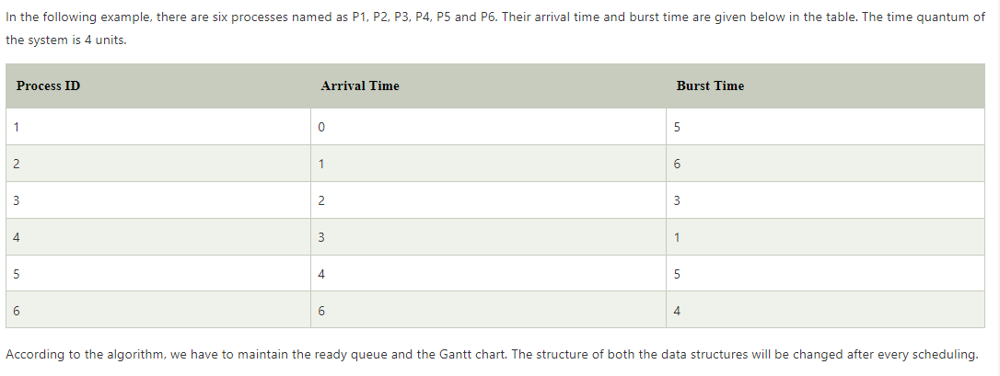 In the following example, there are six processes named as P1, P2, P3, P4, P5 and P6. Their arrival time and burst time are given below in the table. The time quantum of
the system is 4 units.
Process ID Arrival Time Burst Time
1 0 5
2 1 6
3 2 3
4 3 1
5 4 5
6 6 4
According to the algorithm, we have to maintain the ready queue and the Gantt chart. The structure of both the data structures will be changed after every scheduling.